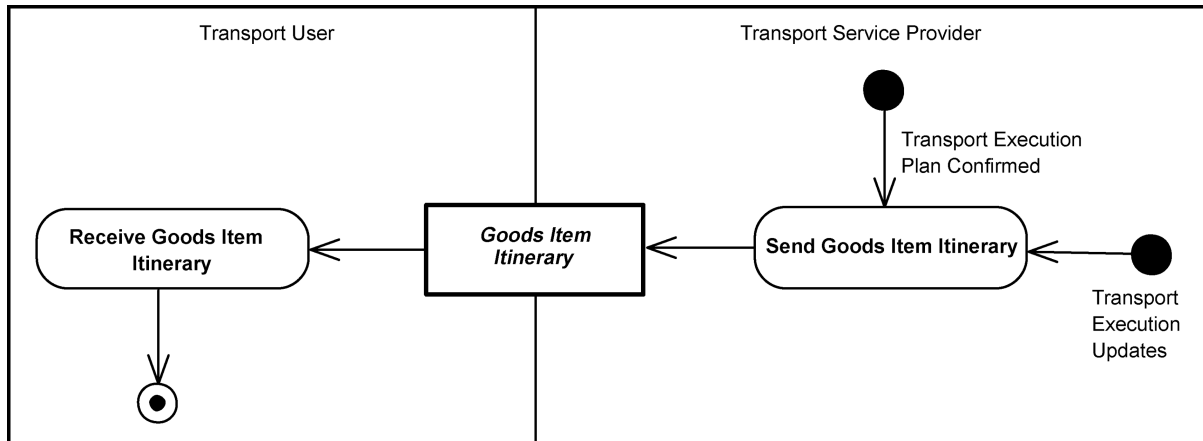 Transport User
Transport Service Provider
Transport Execution
Plan Confirmed
Receive Goods Item
Itinerary
Goods Item
Itinerary
Send Goods Item Itinerary
Transport
Execution
Updates